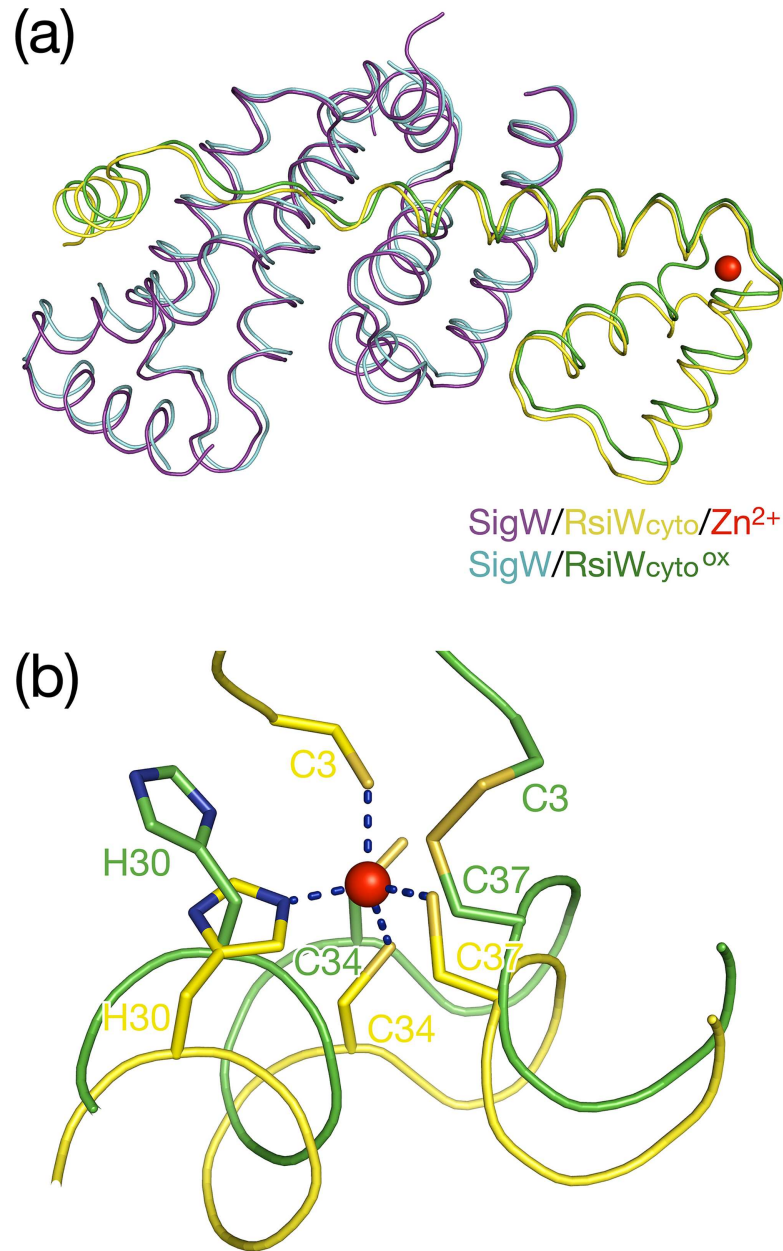 (a)
SigW/RsiWcyto/Zn²⁺
SigW/RsiWcytoᵒˣ
(b)
C3
C3
H30
C37
C34
C37
H30
C34